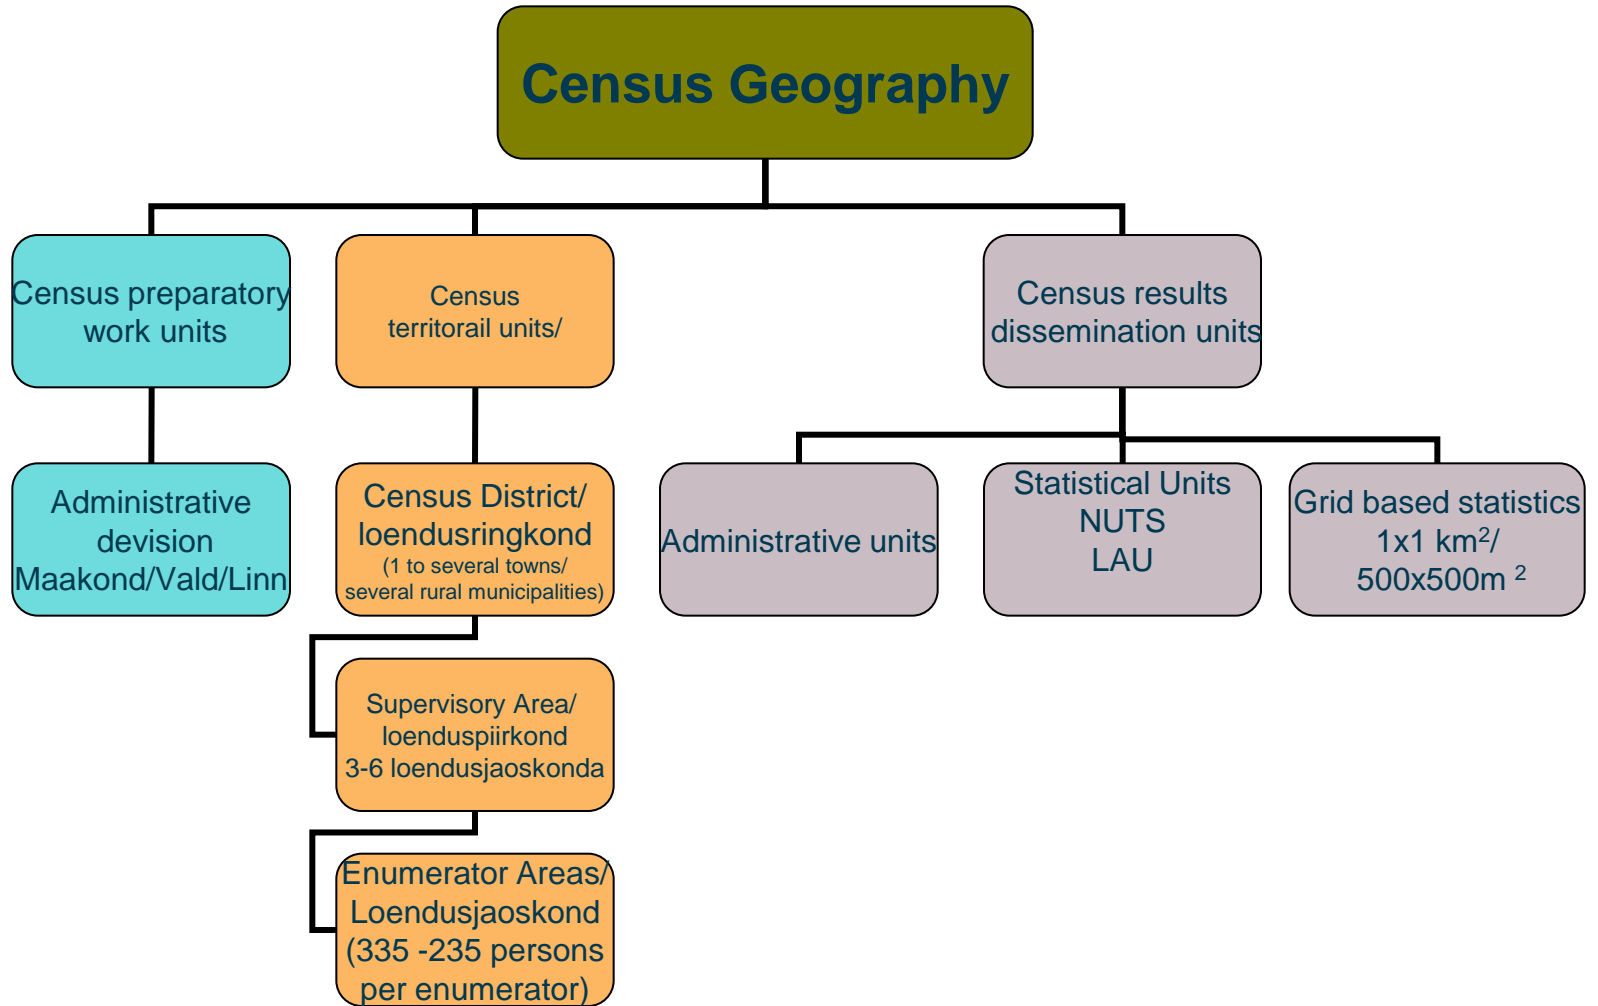 Census Geography
Census preparatory
work units
Census
territorail units/
Census results
dissemination units
Administrative
devision
Maakond/Vald/Linn
Census District/
loendusringkond
(1 to several towns/
several rural municipalities)
Administrative units
Statistical Units
NUTS
LAU
Grid based statistics
1x1 km²/
500x500m ²
Supervisory Area/
loenduspiirkond
3-6 loendusjaoskonda
Enumerator Areas/
Loendusjaoskond
(335 -235 persons
per enumerator)